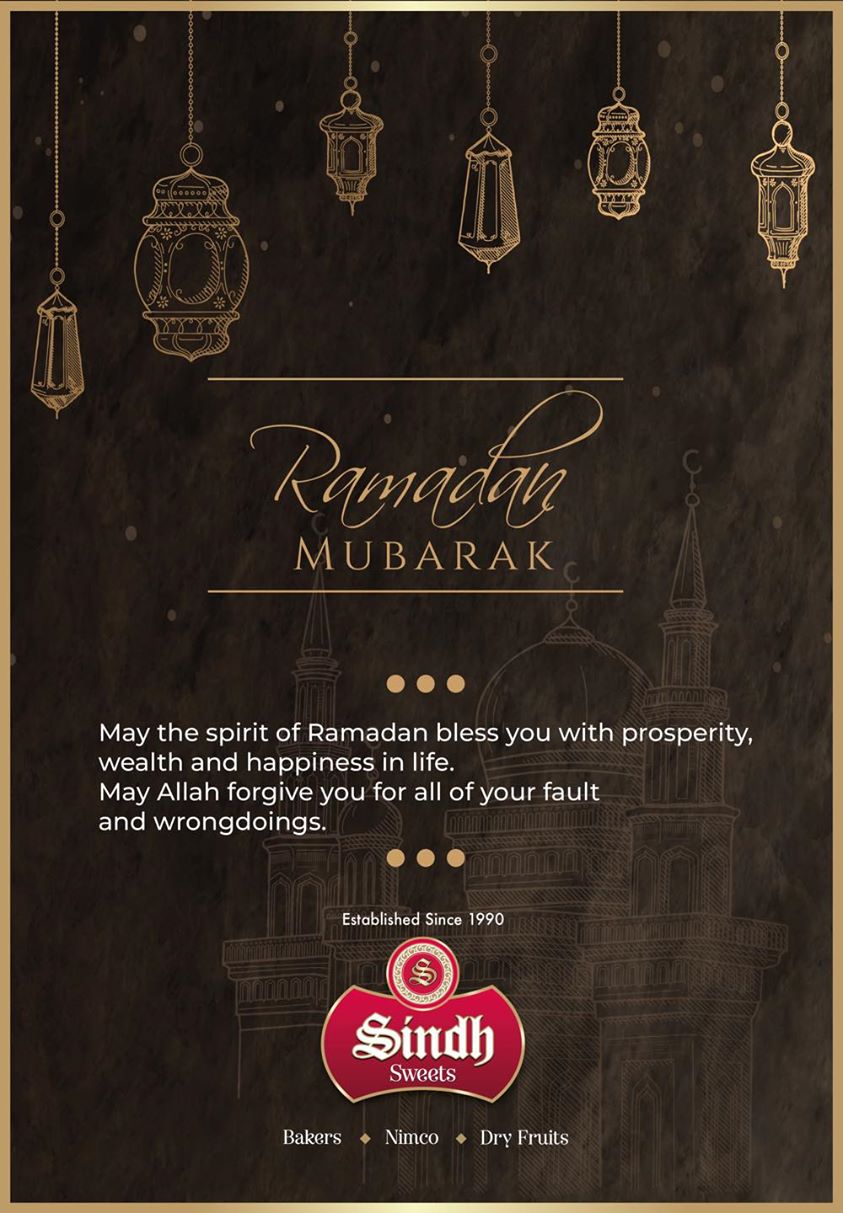 Ramadan
MUBARAK
May the spirit of Ramadan bless you with prosperity,
wealth and happiness in life.
May Allah forgive you for all of your fault
and wrongdoings.
Established Since 1990
S
Sindh
Sweets
Bakers ◆ Nimco ◆ Dry Fruits